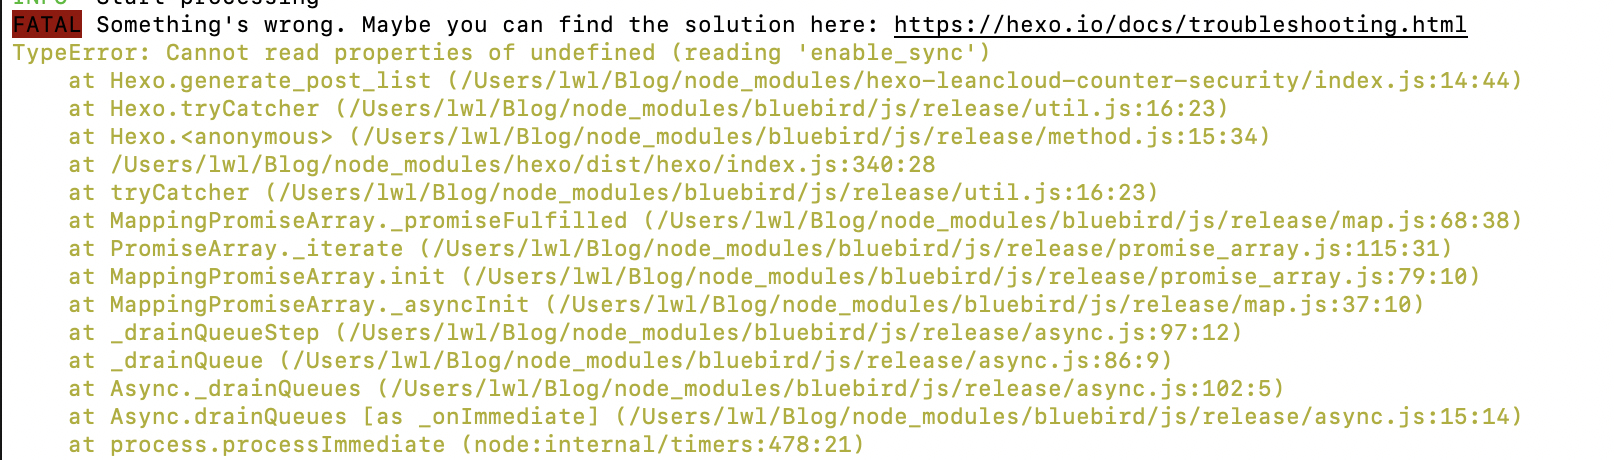 INFO  Start processing
FATAL Something's wrong. Maybe you can find the solution here: https://hexo.io/docs/troubleshooting.html
TypeError: Cannot read properties of undefined (reading 'enable_sync')
    at Hexo.generate_post_list (/Users/lwl/Blog/node_modules/hexo-leancloud-counter-security/index.js:14:44)
    at Hexo.tryCatcher (/Users/lwl/Blog/node_modules/bluebird/js/release/util.js:16:23)
    at Hexo.<anonymous> (/Users/lwl/Blog/node_modules/bluebird/js/release/method.js:15:34)
    at /Users/lwl/Blog/node_modules/hexo/dist/hexo/index.js:340:28
    at tryCatcher (/Users/lwl/Blog/node_modules/bluebird/js/release/util.js:16:23)
    at MappingPromiseArray._promiseFulfilled (/Users/lwl/Blog/node_modules/bluebird/js/release/map.js:68:38)
    at PromiseArray._iterate (/Users/lwl/Blog/node_modules/bluebird/js/release/promise_array.js:115:31)
    at MappingPromiseArray.init (/Users/lwl/Blog/node_modules/bluebird/js/release/promise_array.js:79:10)
    at MappingPromiseArray._asyncInit (/Users/lwl/Blog/node_modules/bluebird/js/release/map.js:37:10)
    at _drainQueueStep (/Users/lwl/Blog/node_modules/bluebird/js/release/async.js:97:12)
    at _drainQueue (/Users/lwl/Blog/node_modules/bluebird/js/release/async.js:86:9)
    at Async._drainQueues (/Users/lwl/Blog/node_modules/bluebird/js/release/async.js:102:5)
    at Async.drainQueues [as _onImmediate] (/Users/lwl/Blog/node_modules/bluebird/js/release/async.js:15:14)
    at process.processImmediate (node:internal/timers:478:21)